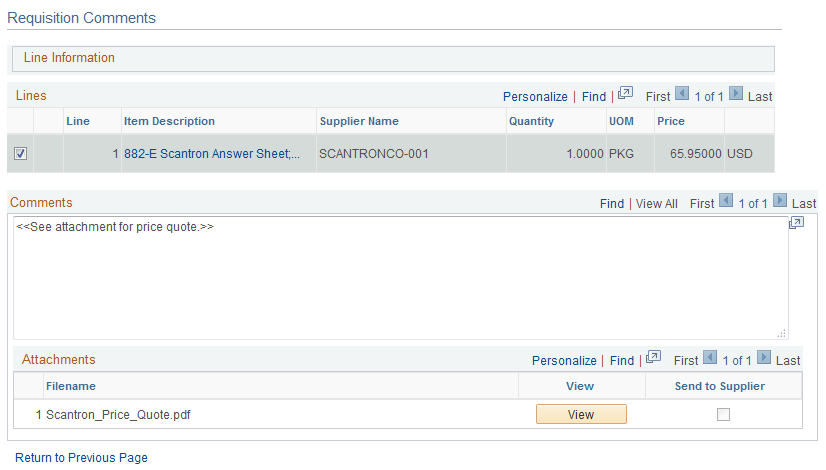 Requisition Comments
Line Information
Lines Personalize | Find | First 1 of 1 Last
Line Item Description Supplier Name Quantity UOM Price
1 882-E Scantron Answer Sheet;... SCANTRONCO-001 1.0000 PKG 65.95000 USD
Comments Find | View All First 1 of 1 Last
<<See attachment for price quote.>>
Attachments Personalize | Find | First 1 of 1 Last
Filename View Send to Supplier
1 Scantron_Price_Quote.pdf View
Return to Previous Page